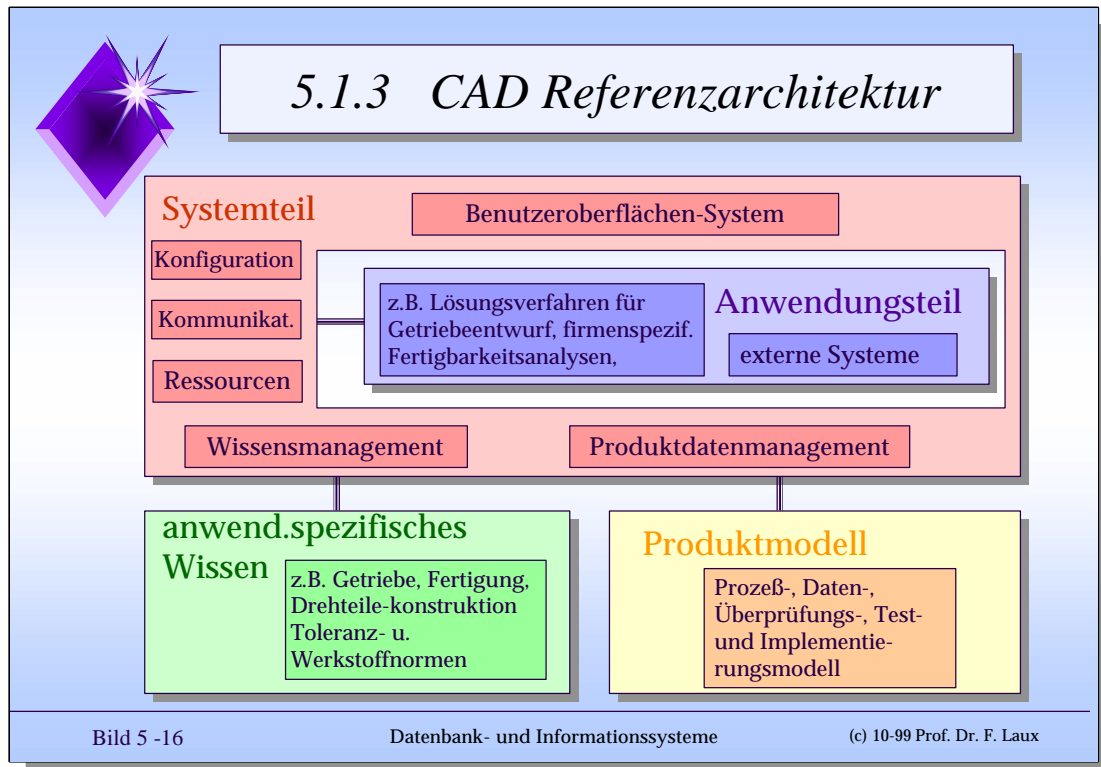 5.1.3 CAD Referenzarchitektur
Systemteil
Benutzeroberflächen-System
Konfiguration
Kommunikat.
Ressourcen
z.B. Lösungsverfahren für
Getriebeentwurf, firmenspezif.
Fertigbarkeitsanalysen,
Anwendungsteil
externe Systeme
Wissensmanagement
Produktdatenmanagement
anwend.spezifisches
Wissen
z.B. Getriebe, Fertigung,
Drehteile-konstruktion
Toleranz- u.
Werkstoffnormen
Produktmodell
Prozeß-, Daten-,
Überprüfungs-, Test-
und Implementie-
rungsmodell
Bild 5 -16
Datenbank- und Informationssysteme
(c) 10-99 Prof. Dr. F. Laux